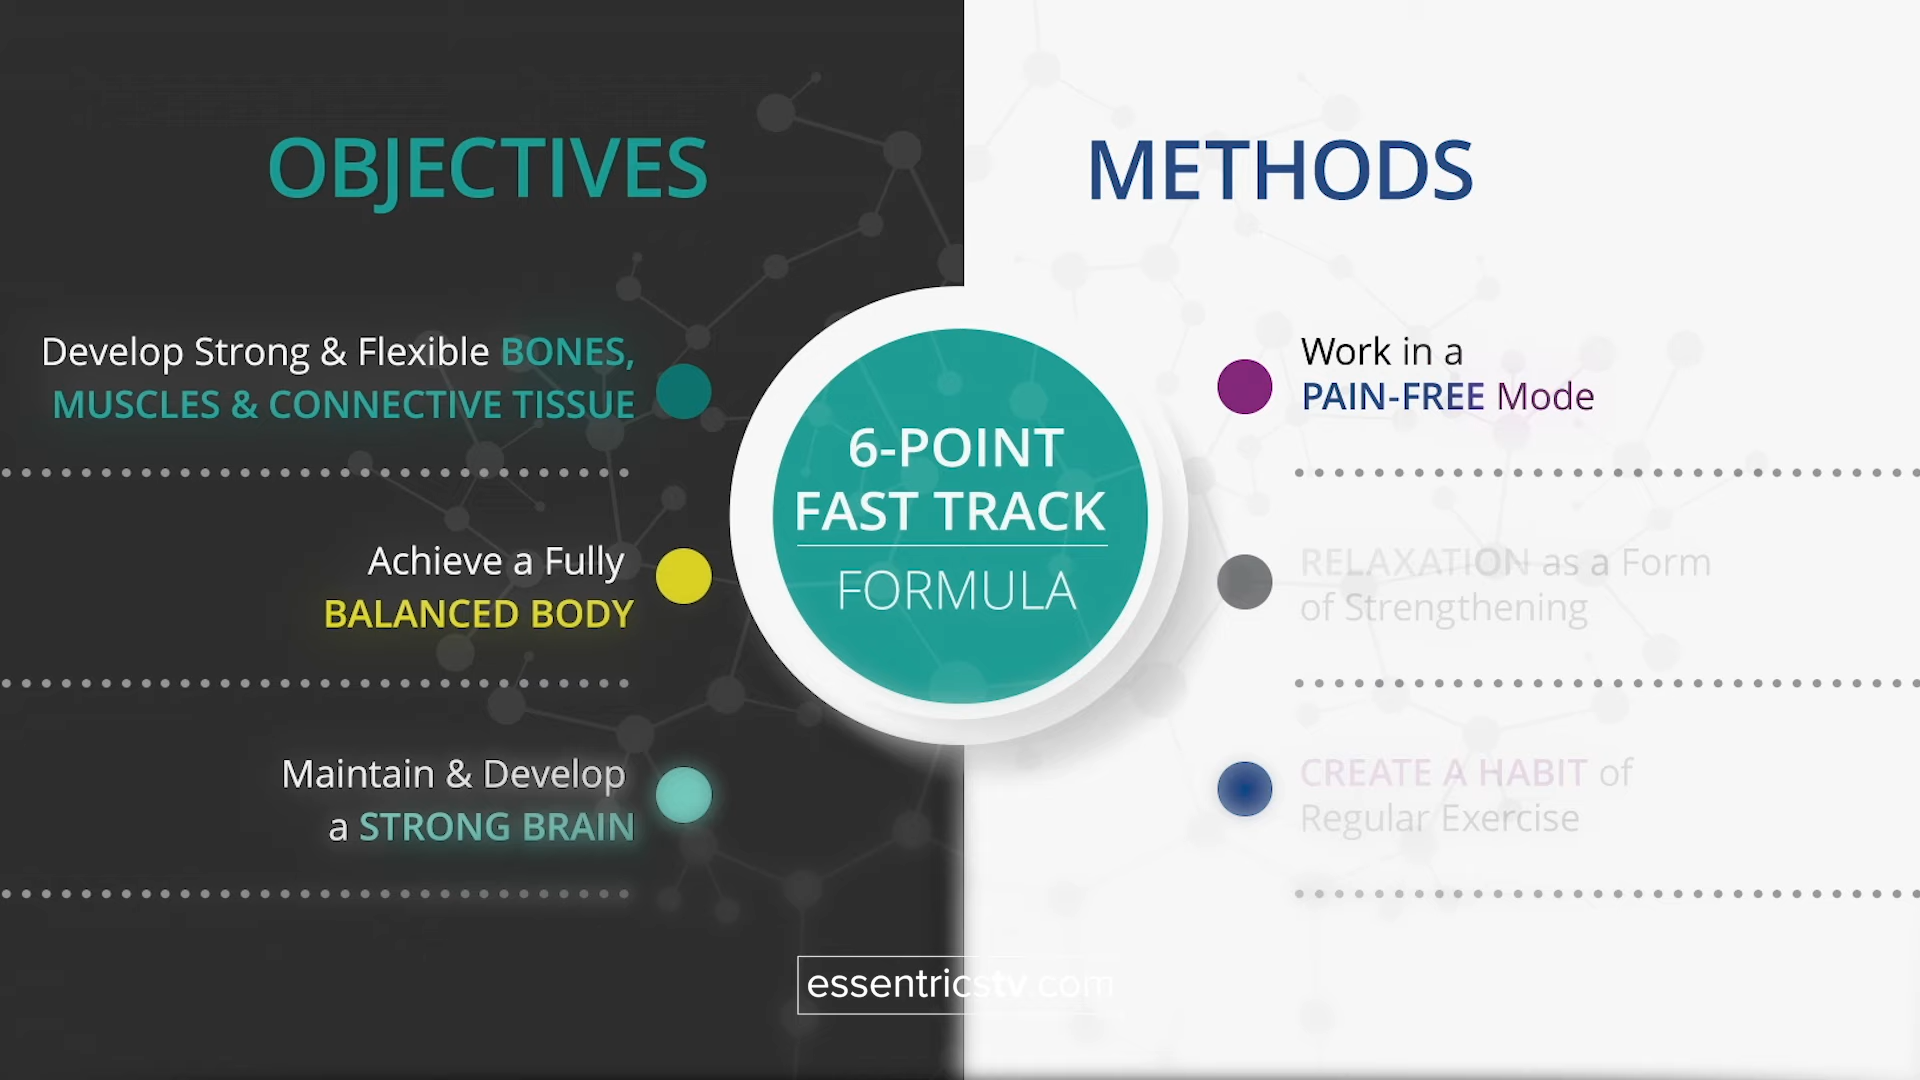 OBJECTIVES
Develop Strong & Flexible BONES,
MUSCLES & CONNECTIVE TISSUE
Achieve a Fully
BALANCED BODY
Maintain & Develop
a STRONG BRAIN
6-POINT
FAST TRACK
FORMULA
METHODS
Work in a
PAIN-FREE Mode
RELAXATION as a Form
of Strengthening
CREATE A HABIT of
Regular Exercise
essentricstv.com